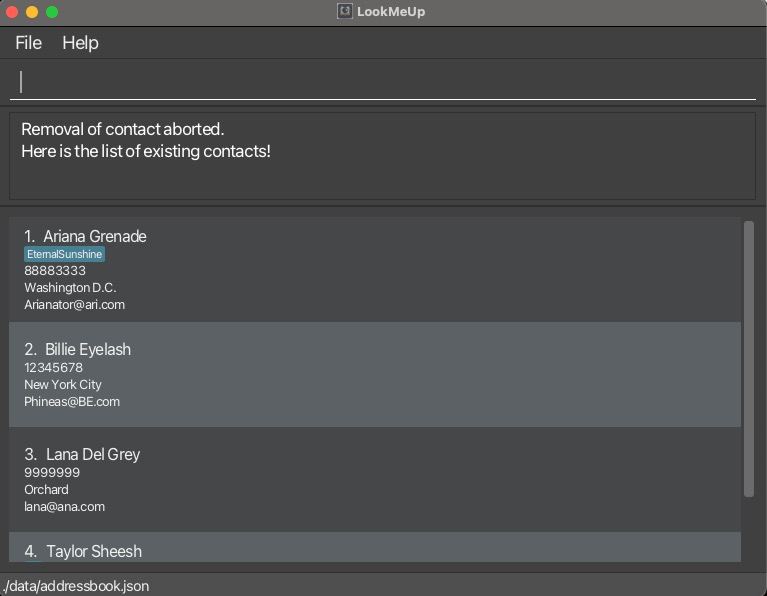 LookMeUp
File Help
Removal of contact aborted.
Here is the list of existing contacts!
1. Ariana Grenade
EternalSunshine
88883333
Washington D.C.
Arianator@ari.com
2. Billie Eyelash
12345678
New York City
Phineas@BE.com
3. Lana Del Grey
9999999
Orchard
lana@ana.com
4. Taylor Sheesh
./data/addressbook.json